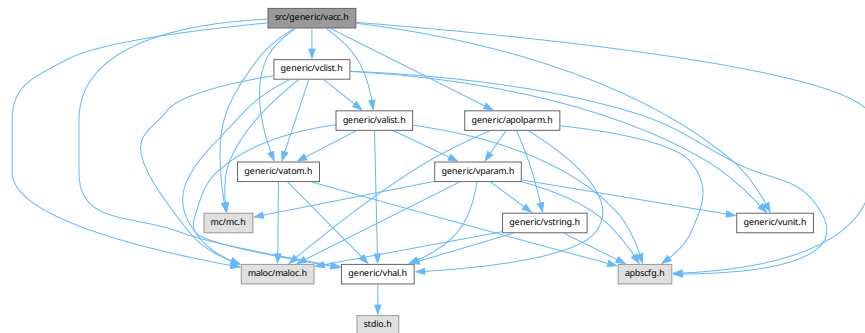 src/generic/vacc.h
generic/vclist.h
generic/valist.h
generic/apolparm.h
generic/vatom.h
generic/vparam.h
mc/mc.h
generic/vstring.h
generic/vunit.h
maloc/maloc.h
generic/vhal.h
apbscfg.h
stdio.h